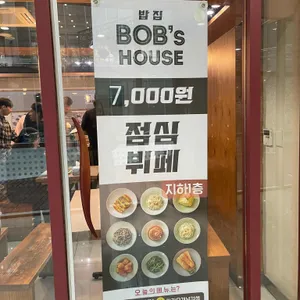 밥집
BOB's
HOUSE
7,000원
점심
뷔페
지하1층
오늘의 메뉴는?